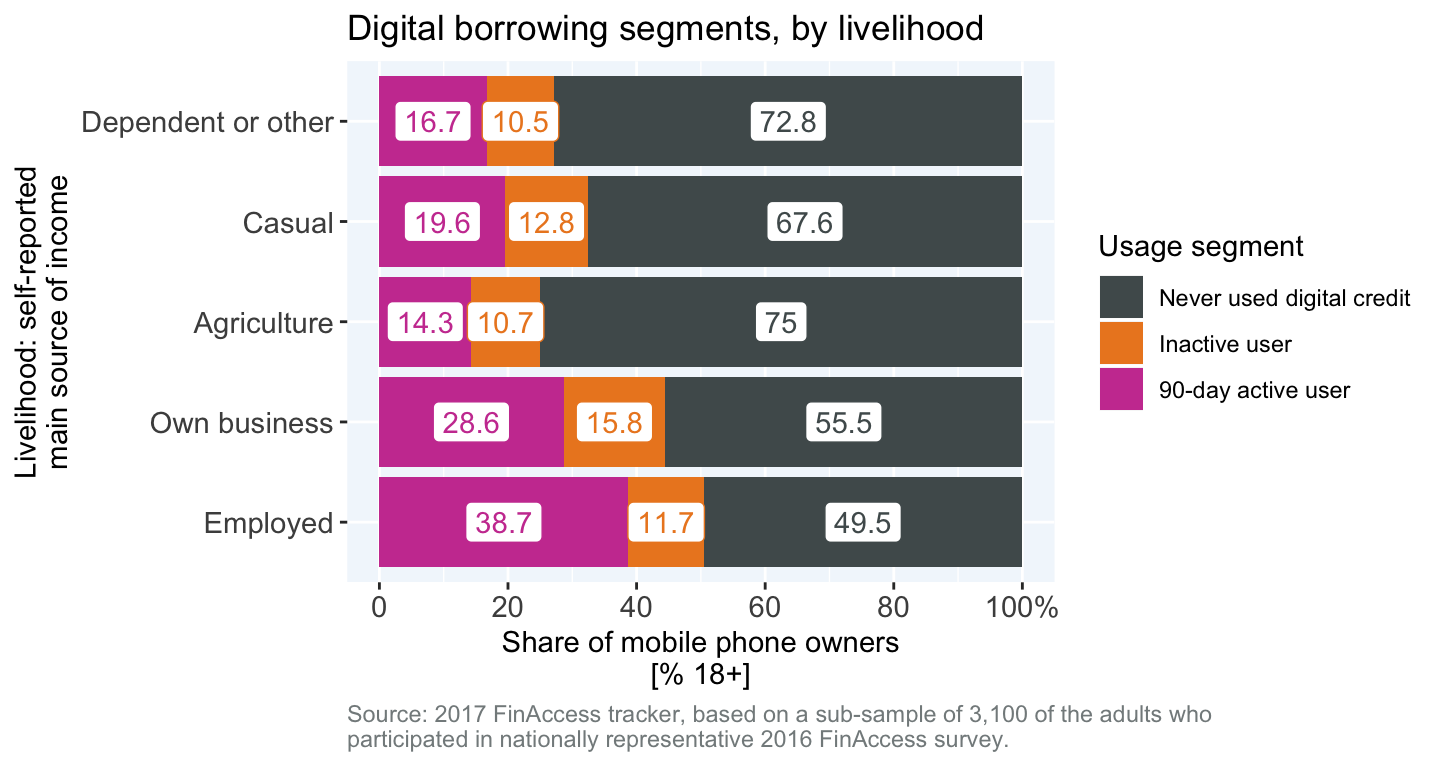 Digital borrowing segments, by livelihood
Livelihood: self-reported
main source of income
Dependent or other
16.7
10.5
72.8
Casual
19.6
12.8
67.6
Agriculture
14.3
10.7
75
Own business
28.6
15.8
55.5
Employed
38.7
11.7
49.5
0
20
40
60
80
100%
Share of mobile phone owners
[% 18+]
Usage segment
Never used digital credit
Inactive user
90-day active user
Source: 2017 FinAccess tracker, based on a sub-sample of 3,100 of the adults who
participated in nationally representative 2016 FinAccess survey.